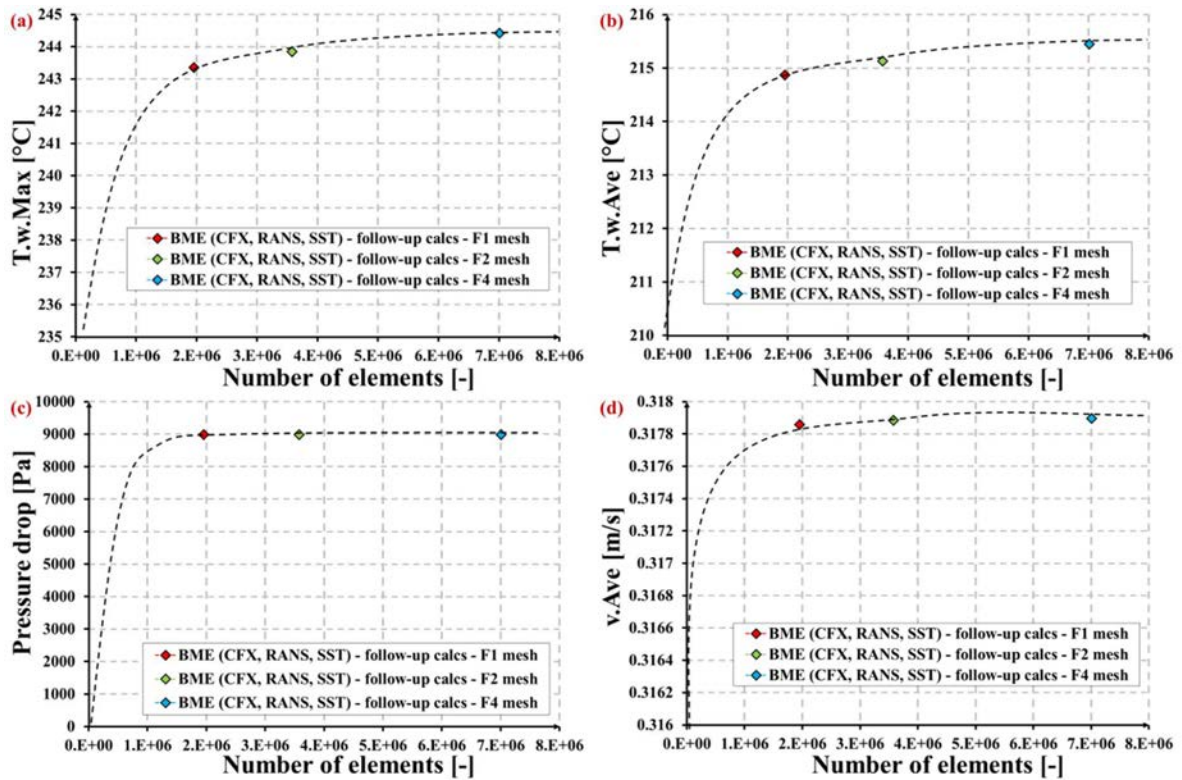 (a)
245
244
243
242
241
240
239
238
237
236
235
T.w.Max [°C]
BME (CFX, RANS, SST) - follow-up calcs - F1 mesh
BME (CFX, RANS, SST) - follow-up calcs - F2 mesh
BME (CFX, RANS, SST) - follow-up calcs - F4 mesh
0.E+00 1.E+06 2.E+06 3.E+06 4.E+06 5.E+06 6.E+06 7.E+06 8.E+06
Number of elements [-]
(b)
216
215
214
213
212
211
210
T.w.Ave [°C]
BME (CFX, RANS, SST) - follow-up calcs - F1 mesh
BME (CFX, RANS, SST) - follow-up calcs - F2 mesh
BME (CFX, RANS, SST) - follow-up calcs - F4 mesh
0.E+00 1.E+06 2.E+06 3.E+06 4.E+06 5.E+06 6.E+06 7.E+06 8.E+06
Number of elements [-]
(c)
10000
9000
8000
7000
6000
5000
4000
3000
2000
1000
0
Pressure drop [Pa]
BME (CFX, RANS, SST) - follow-up calcs - F1 mesh
BME (CFX, RANS, SST) - follow-up calcs - F2 mesh
BME (CFX, RANS, SST) - follow-up calcs - F4 mesh
0.E+00 1.E+06 2.E+06 3.E+06 4.E+06 5.E+06 6.E+06 7.E+06 8.E+06
Number of elements [-]
(d)
0.318
0.3178
0.3176
0.3174
0.3172
0.317
0.3168
0.3166
0.3164
0.3162
0.316
v.Ave [m/s]
BME (CFX, RANS, SST) - follow-up calcs - F1 mesh
BME (CFX, RANS, SST) - follow-up calcs - F2 mesh
BME (CFX, RANS, SST) - follow-up calcs - F4 mesh
0.E+00 1.E+06 2.E+06 3.E+06 4.E+06 5.E+06 6.E+06 7.E+06 8.E+06
Number of elements [-]